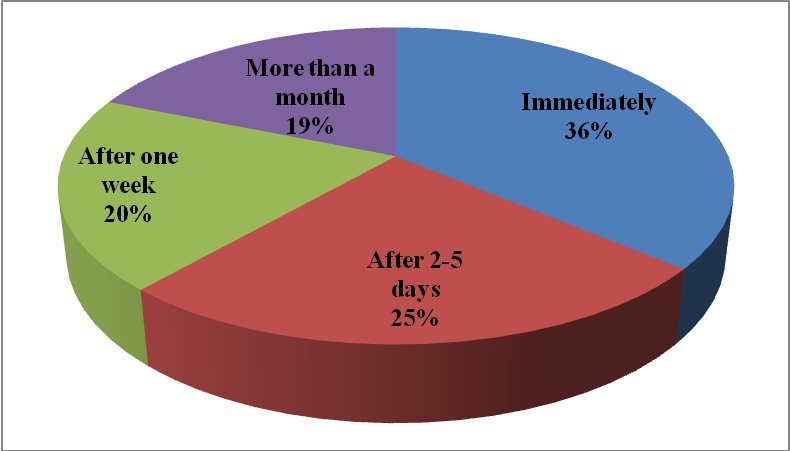 More than a
month
19%
Immediately
36%
After one
week
20%
After 2-5
days
25%